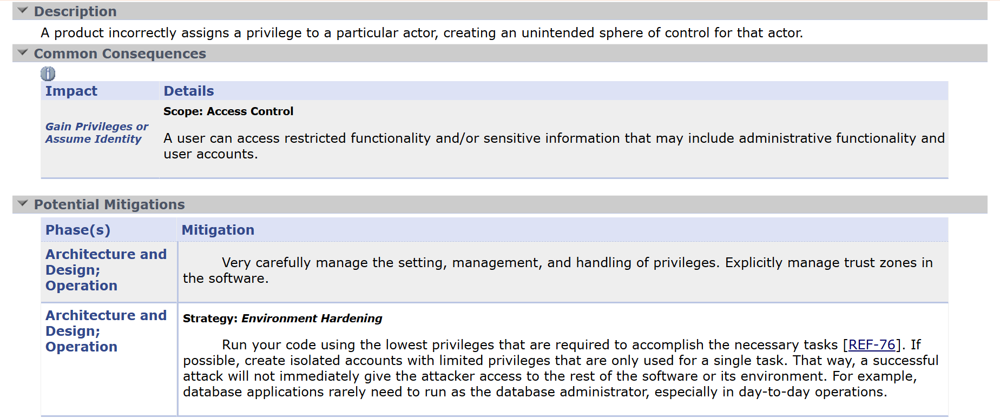 Description
A product incorrectly assigns a privilege to a particular actor, creating an unintended sphere of control for that actor.
Common Consequences
i
Impact
Details
Gain Privileges or
Assume Identity
Scope: Access Control
A user can access restricted functionality and/or sensitive information that may include administrative functionality and
user accounts.
Potential Mitigations
Phase(s)
Mitigation
Architecture and
Design;
Operation
Very carefully manage the setting, management, and handling of privileges. Explicitly manage trust zones in
the software.
Architecture and
Design;
Operation
Strategy: Environment Hardening
Run your code using the lowest privileges that are required to accomplish the necessary tasks [REF-76]. If
possible, create isolated accounts with limited privileges that are only used for a single task. That way, a successful
attack will not immediately give the attacker access to the rest of the software or its environment. For example,
database applications rarely need to run as the database administrator, especially in day-to-day operations.